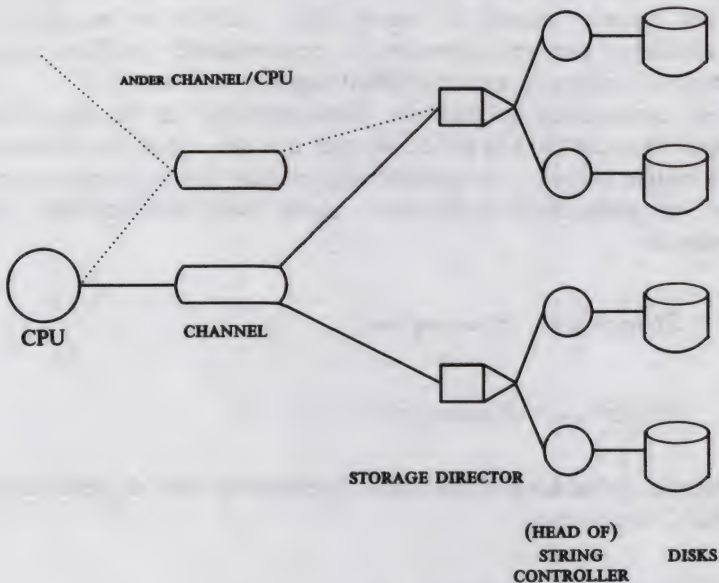 ANDER CHANNEL/CPU
CPU
CHANNEL
STORAGE DIRECTOR
(HEAD OF)
STRING
CONTROLLER
DISKS